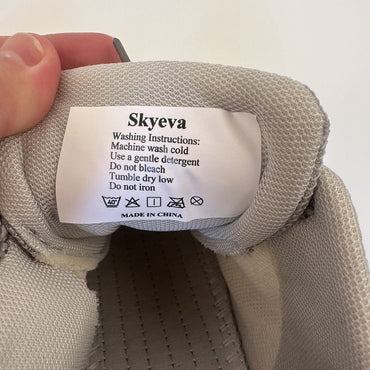 Skyeva
Washing Instructions:
Machine wash cold
Use a gentle detergent
Do not bleach
Tumble dry low
Do not iron
40
MADE IN CHINA